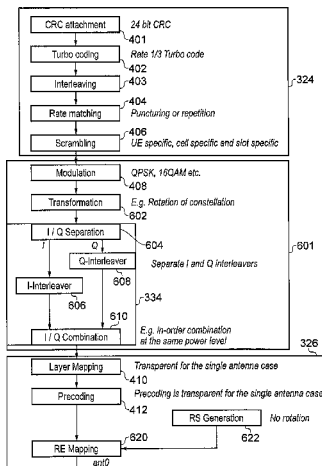 CRC attachment 24 bit CRC
401
Turbo coding Rate 1/3 Turbo code
402
Interleaving 403
404
Rate matching Puncturing or repetition
324
406
Scrambling UE specific, cell specific and slot specific
Modulation QPSK, 16QAM etc.
408
Transformation E.g. Rotation of constellation
602
I / Q Separation 604
601
I Q
Q-Interleaver Separate I and Q interleavers
608
I-Interleaver
606
334
610
I / Q Combination E.g. In-order combination
at the same power level
326
Layer Mapping Transparent for the single antenna case
410
Precoding Precoding is transparent for the single antenna case
412
RS Generation No rotation
620 622
RE Mapping
ant0